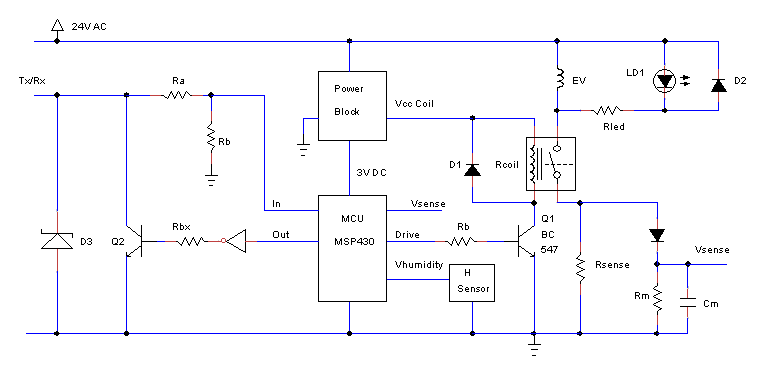 24V AC
Tx/Rx
Ra
Rb
Power
Block
Vcc Coil
EV
LD1
D2
Rled
D1
Rcoil
3V DC
In
MCU
MSP430
Vsense
Q1
BC
547
D3
Q2
Rbx
Out
Drive
Rb
Vhumidity
H
Sensor
Rsense
Vsense
Rm
Cm